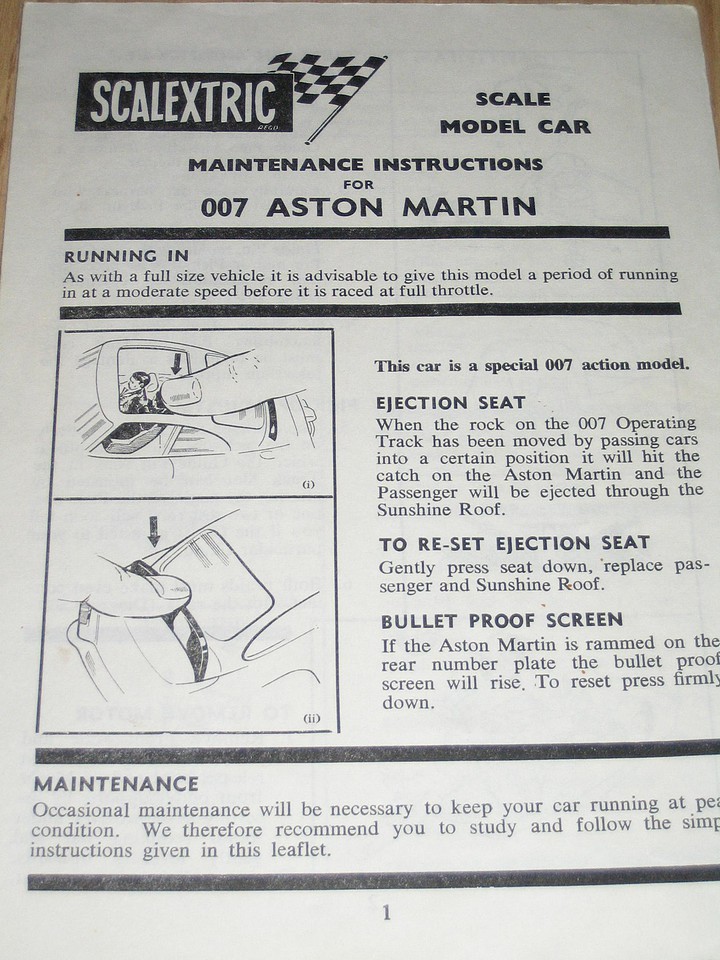 SCALEXTRIC
REGD.
SCALE
MODEL CAR
MAINTENANCE INSTRUCTIONS
FOR
007 ASTON MARTIN
RUNNING IN
As with a full size vehicle it is advisable to give this model a period of running
in at a moderate speed before it is raced at full throttle.
(i)
(ii)
This car is a special 007 action model.
EJECTION SEAT
When the rock on the 007 Operating
Track has been moved by passing cars
into a certain position it will hit the
catch on the Aston Martin and the
Passenger will be ejected through the
Sunshine Roof.
TO RE-SET EJECTION SEAT
Gently press seat down, replace pas-
senger and Sunshine Roof.
BULLET PROOF SCREEN
If the Aston Martin is rammed on the
rear number plate the bullet proof
screen will rise. To reset press firmly
down.
MAINTENANCE
Occasional maintenance will be necessary to keep your car running at pea
condition. We therefore recommend you to study and follow the simp
instructions given in this leaflet.
1